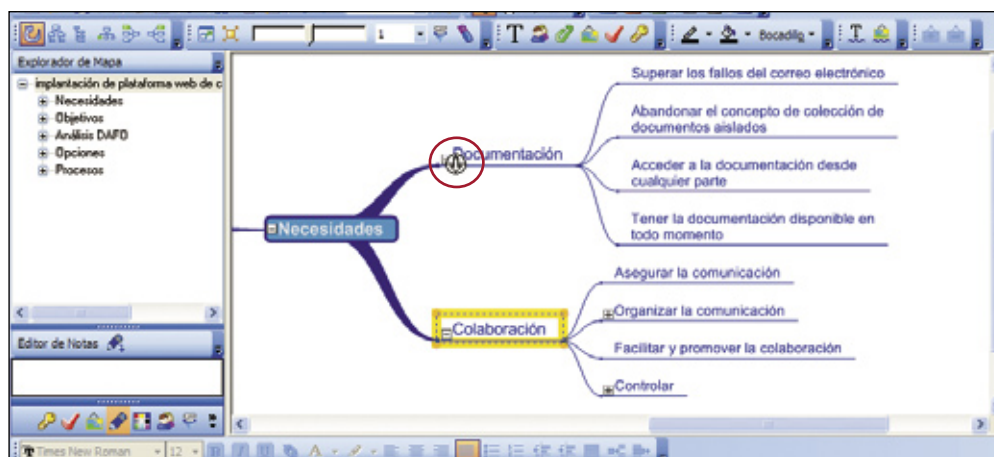 1
T
Bocadillo
T
Explorador de Mapa
implantación de plataforma web de c
Necesidades
Objetivos
Análisis DAFO
Opciones
Procesos
Editor de Notas
Necesidades
Documentación
Superar los fallos del correo electrónico
Abandonar el concepto de colección de
documentos aislados
Acceder a la documentación desde
cualquier parte
Tener la documentación disponible en
todo momento
Colaboración
Asegurar la comunicación
Organizar la comunicación
Facilitar y promover la colaboración
Controlar
Times New Roman 12